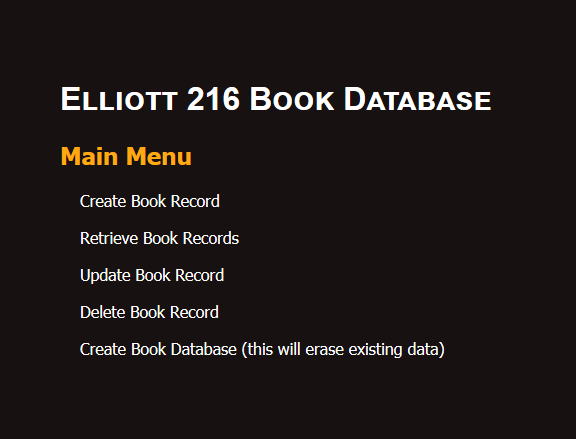 Elliott 216 Book Database
Main Menu
Create Book Record
Retrieve Book Records
Update Book Record
Delete Book Record
Create Book Database (this will erase existing data)